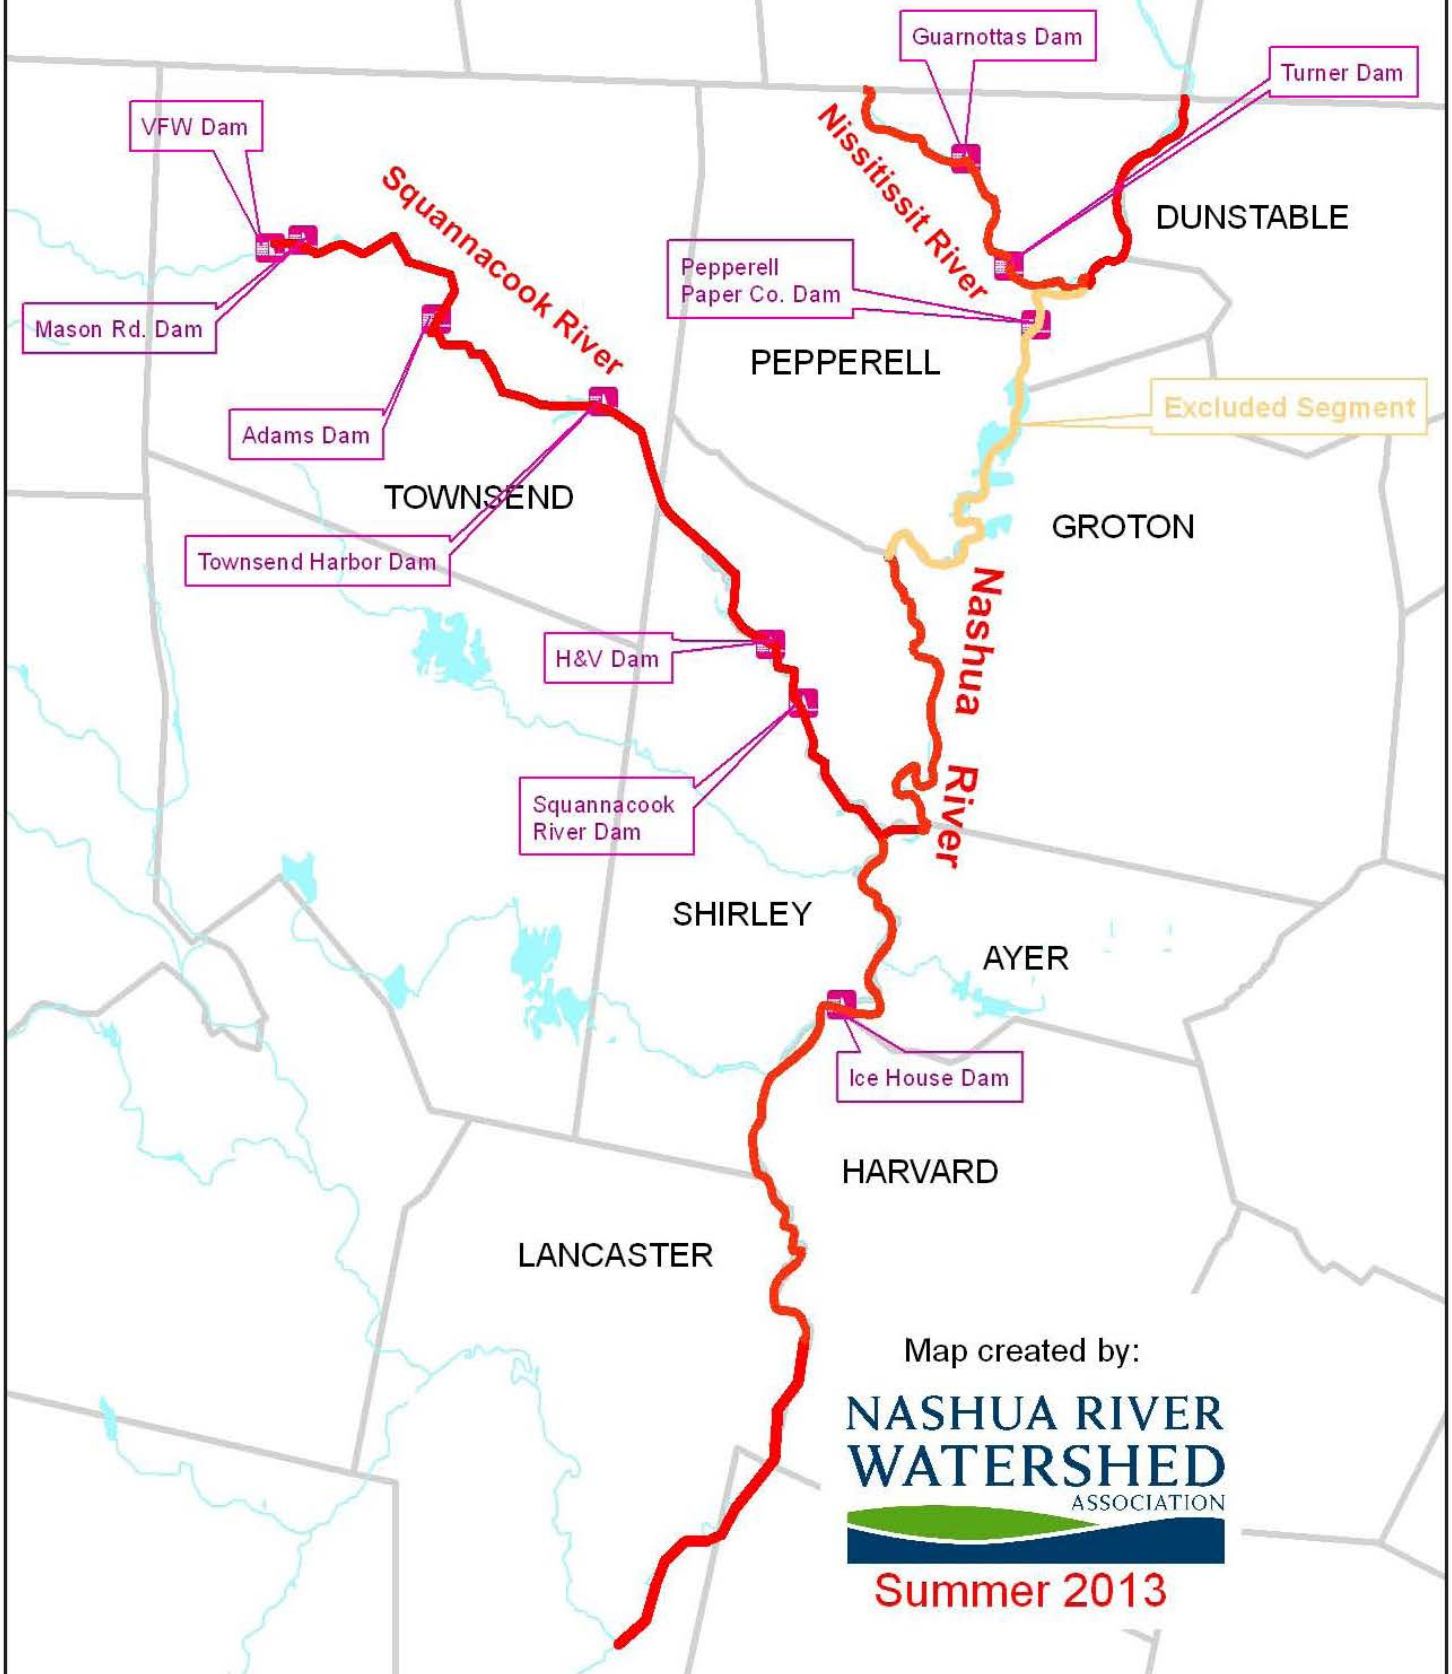 Guarnottas Dam
Turner Dam
VFW Dam
Nissitissit River
Squannacook River
DUNSTABLE
Pepperell
Paper Co. Dam
Mason Rd. Dam
PEPPERELL
Excluded Segment
Adams Dam
TOWNSEND
GROTON
Townsend Harbor Dam
Nashua River
H&V Dam
Squannacook
River Dam
SHIRLEY
AYER
Ice House Dam
HARVARD
LANCASTER
Map created by:
NASHUA RIVER
WATERSHED
ASSOCIATION
Summer 2013